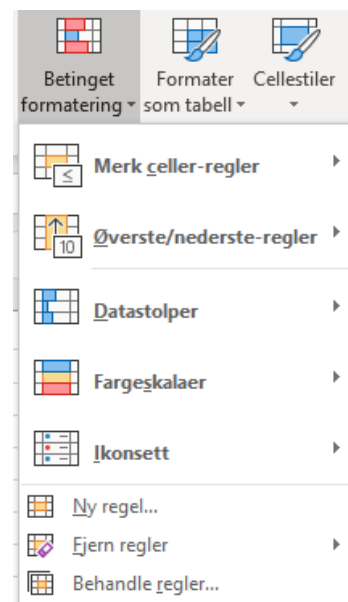 Betinget Formater Cellestiler
formatering som tabell
≤ Merk celler-regler
10 Øverste/nederste-regler
Datastolper
Fargeskalaer
Ikonsett
Ny regel...
Fjern regler
Behandle regler...